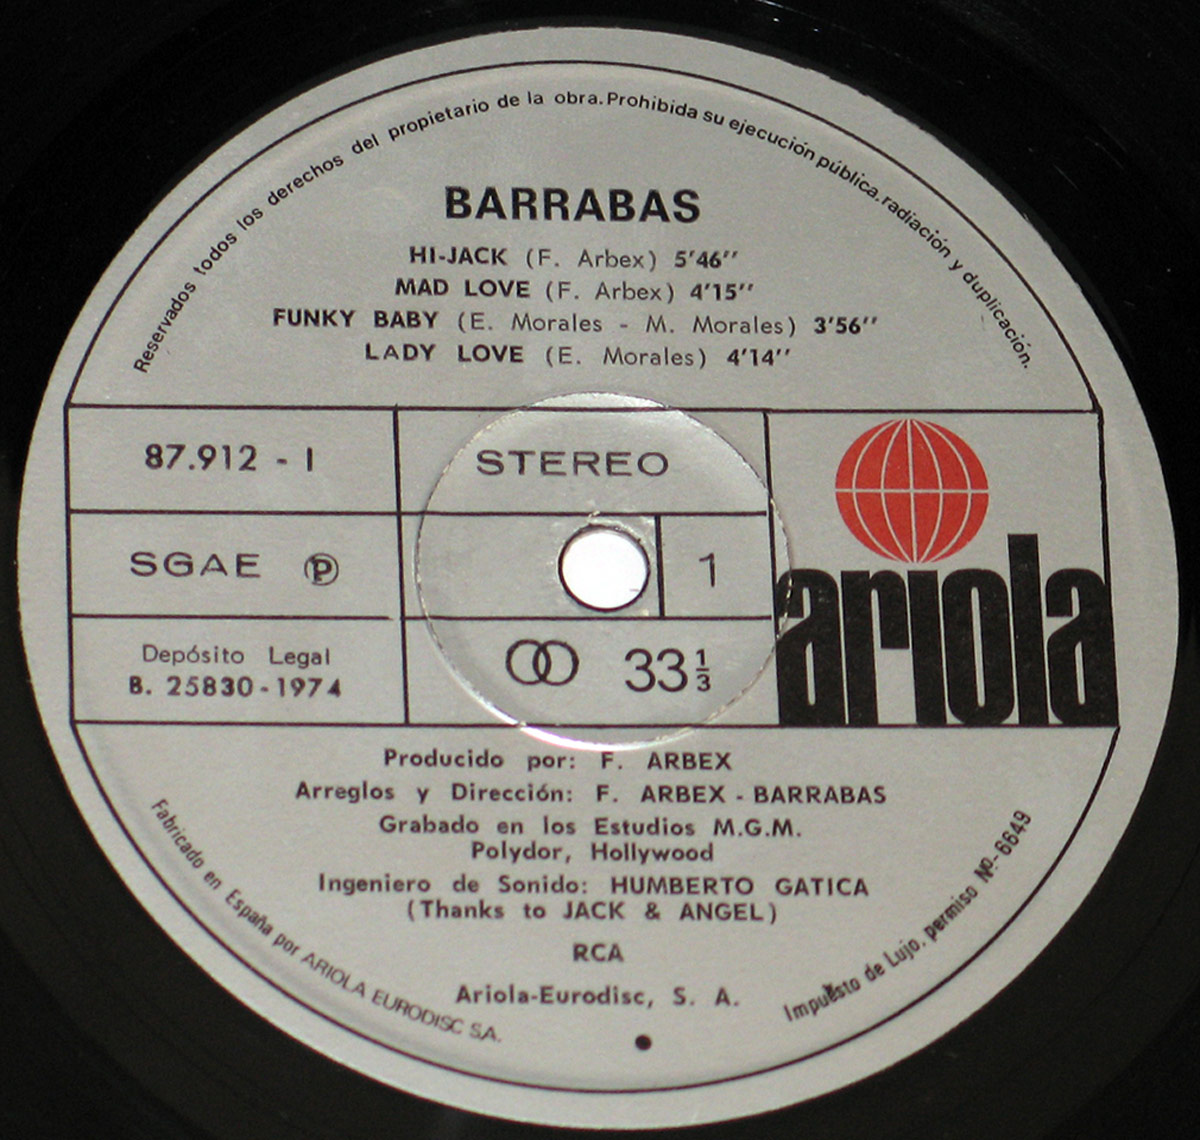 Reservados todos los derechos del propietario de la obra. Prohibida su ejecución pública, radiación y duplicación.
BARRABAS
HI-JACK (F. Arbex) 5'46''
MAD LOVE (F. Arbex) 4'15''
FUNKY BABY (E. Morales - M. Morales) 3'56''
LADY LOVE (E. Morales) 4'14''
87.912 - I
STEREO
SGAE Ⓟ
1
ariola
Depósito Legal
B. 25830-1974
33 1/3
Producido por: F. ARBEX
Arreglos y Dirección: F. ARBEX - BARRABAS
Grabado en los Estudios M.G.M.
Polydor, Hollywood
Ingeniero de Sonido: HUMBERTO GATICA
(Thanks to JACK & ANGEL)
RCA
Ariola-Eurodisc, S. A.
Fabricado en España por ARIOLA EURODISC SA.
Impuesto de Lujo, permiso Nº- 6649